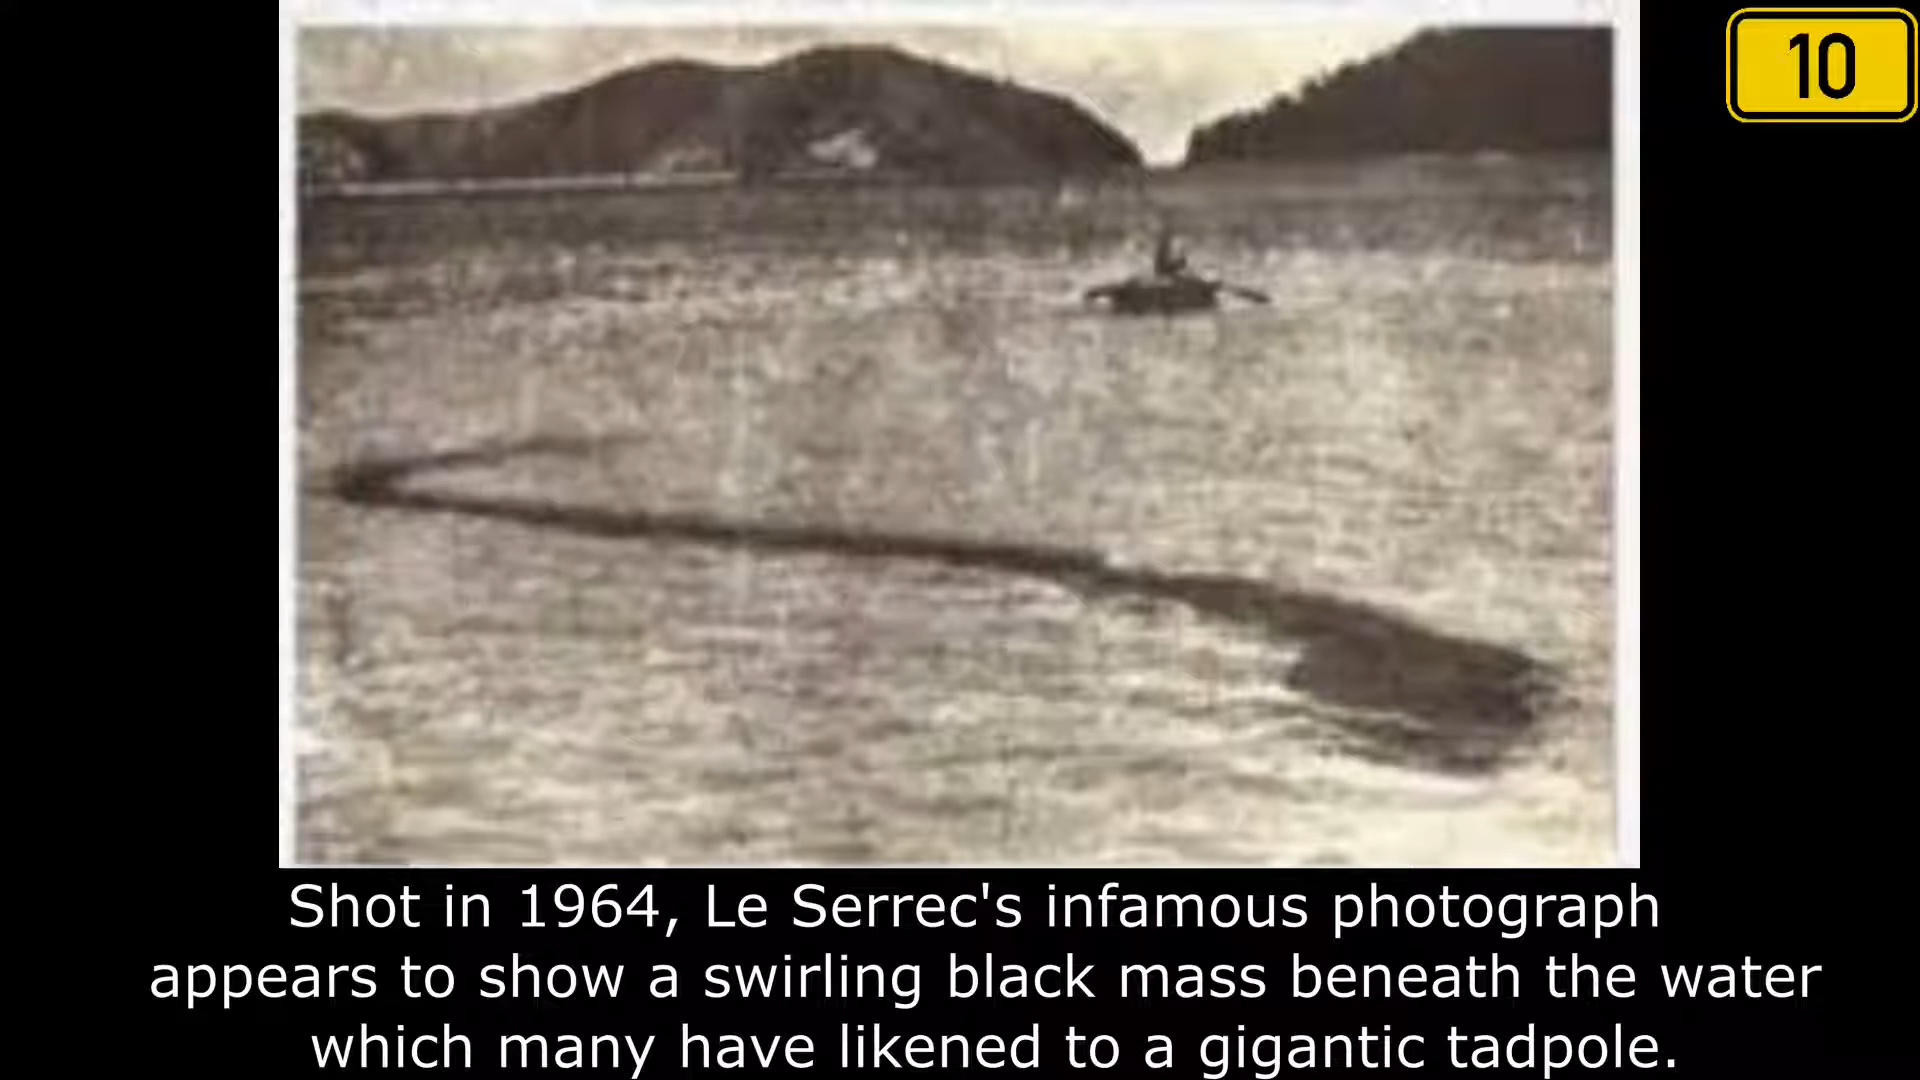 10
Shot in 1964, Le Serrec's infamous photograph
appears to show a swirling black mass beneath the water
which many have likened to a gigantic tadpole.